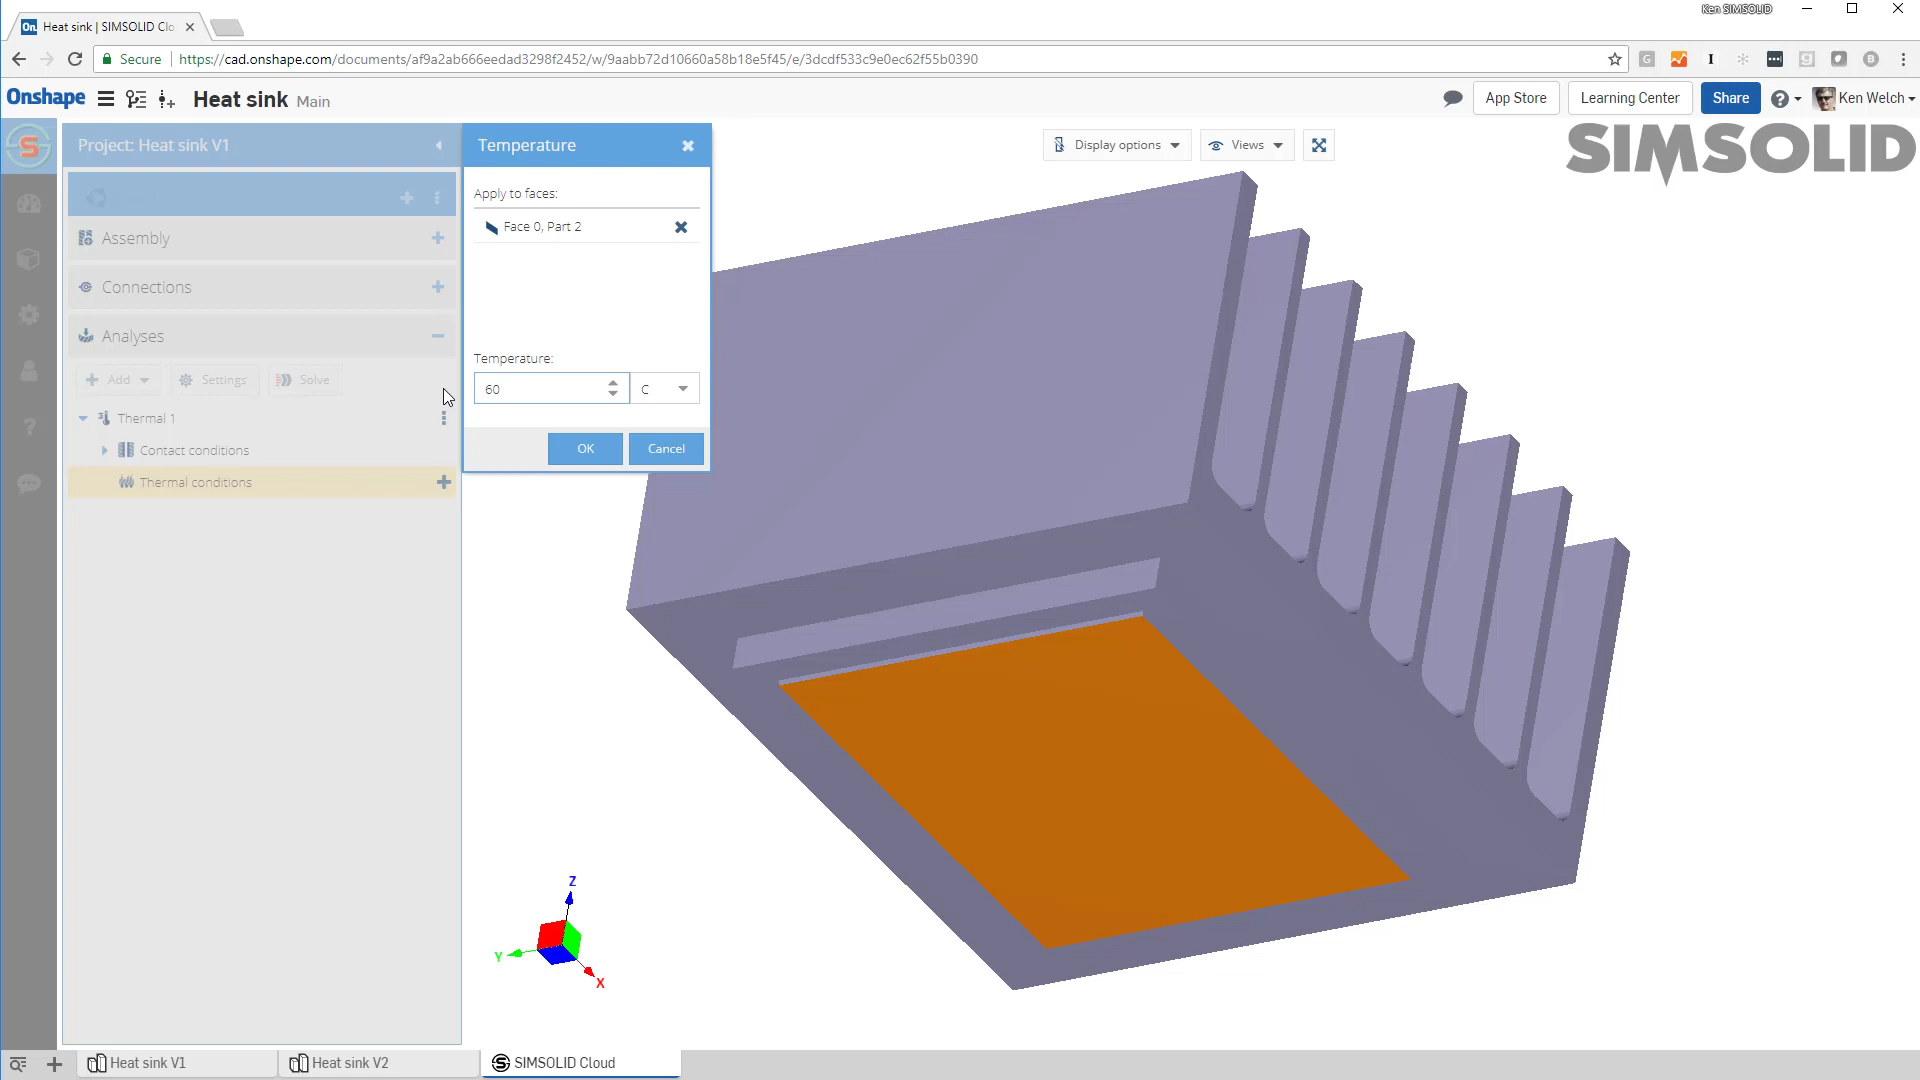 Heat sink | SIMSOLID Clo
Ken SIMSOLID
Secure
https://cad.onshape.com/documents/af9a2ab666eedad3298f2452/w/9aabb72d10660a58b18e5f45/e/3dcdf533c9e0ec62f55b0390
Onshape
Heat sink Main
App Store
Learning Center
Share
Ken Welch
Project: Heat sink V1
Temperature
Display options
Views
SIMSOLID
Assembly
Connections
Analyses
Add
Settings
Solve
Thermal 1
Contact conditions
Thermal conditions
Apply to faces:
Face 0, Part 2
Temperature:
60
C
OK
Cancel
Z
Y
X
Heat sink V1
Heat sink V2
SIMSOLID Cloud